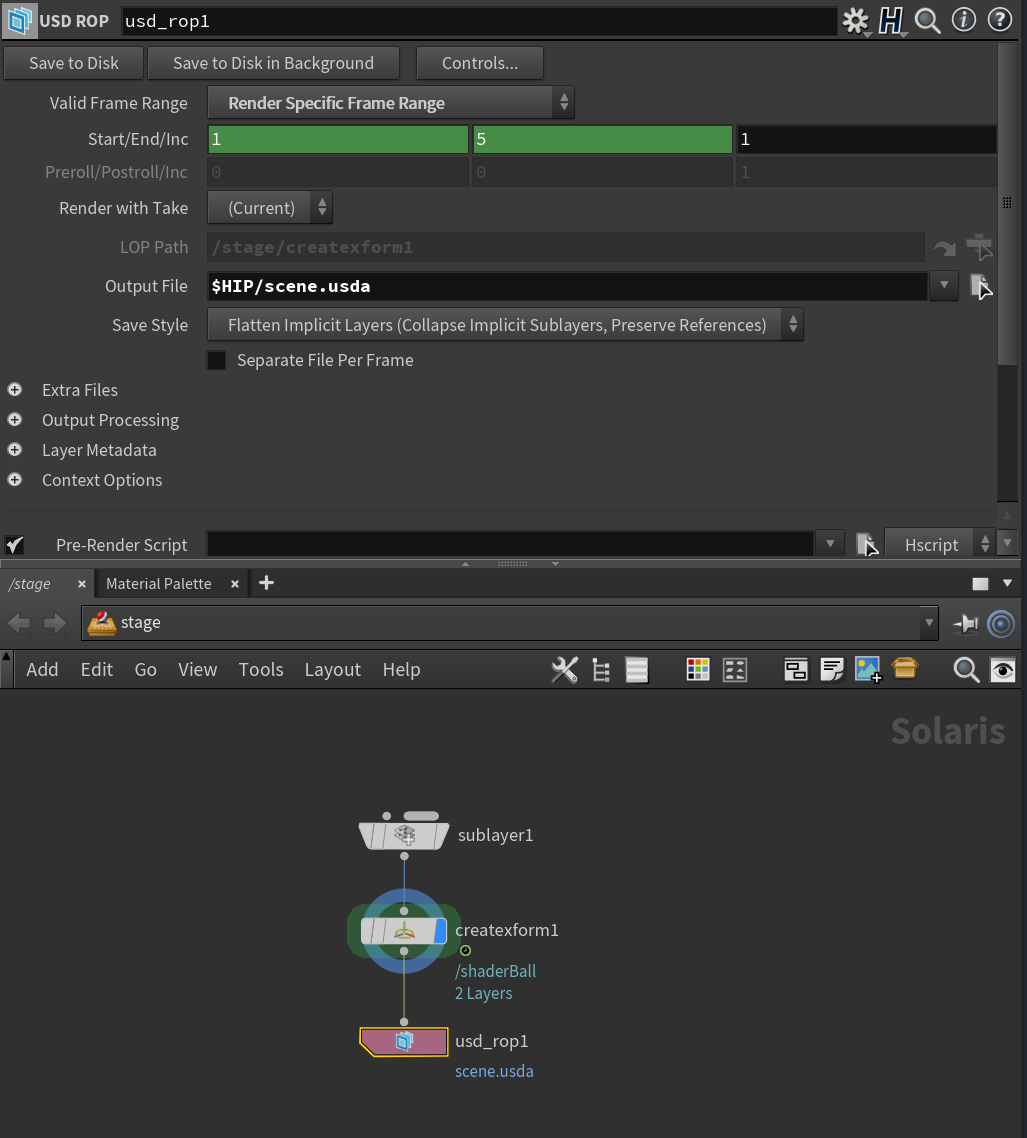 USD ROP usd_rop1
Save to Disk Save to Disk in Background Controls...
Valid Frame Range Render Specific Frame Range
Start/End/Inc 1 5 1
Preroll/Postroll/Inc 0 0 1
Render with Take (Current)
LOP Path /stage/createxform1
Output File $HIP/scene.usda
Save Style Flatten Implicit Layers (Collapse Implicit Sublayers, Preserve References)
Separate File Per Frame
Extra Files
Output Processing
Layer Metadata
Context Options
Pre-Render Script Hscript
/stage × Material Palette ×
stage
Add Edit Go View Tools Layout Help
Solaris
sublayer1
createxform1
/shaderBall
2 Layers
usd_rop1
scene.usda